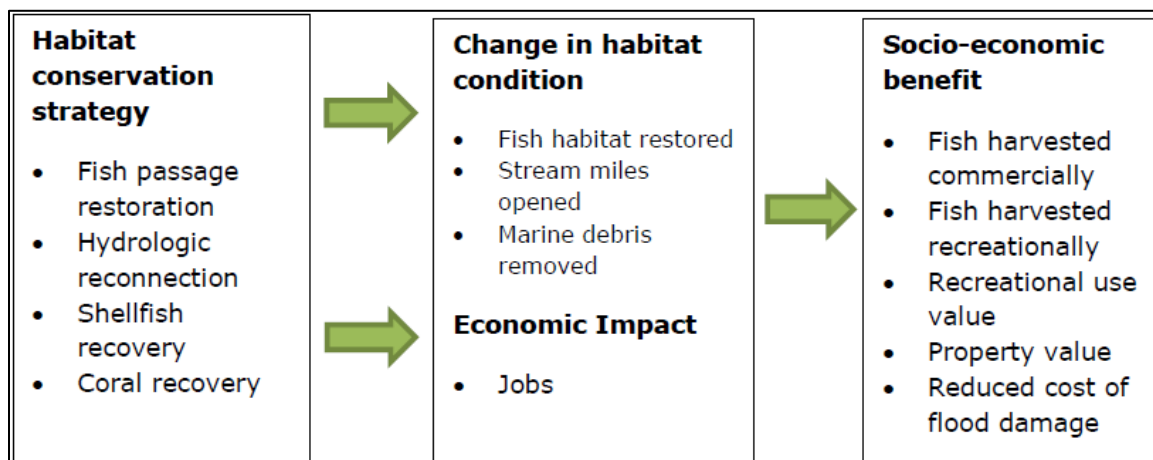 Habitat
conservation
strategy
• Fish passage
restoration
• Hydrologic
reconnection
• Shellfish
recovery
• Coral recovery
Change in habitat
condition
• Fish habitat restored
• Stream miles
opened
• Marine debris
removed
Economic Impact
• Jobs
Socio-economic
benefit
• Fish harvested
commercially
• Fish harvested
recreationally
• Recreational use
value
• Property value
• Reduced cost of
flood damage